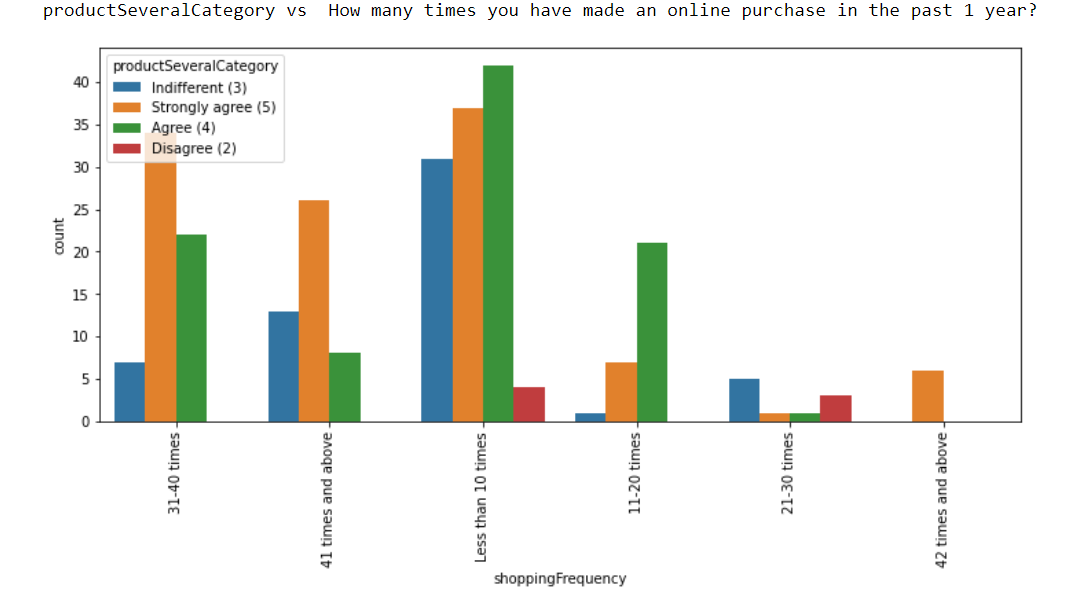 productSeveralCategory vs  How many times you have made an online purchase in the past 1 year?
productSeveralCategory
Indifferent (3)
Strongly agree (5)
Agree (4)
Disagree (2)
40
35
30
25
20
15
10
5
0
count
31-40 times
41 times and above
Less than 10 times
11-20 times
21-30 times
42 times and above
shoppingFrequency